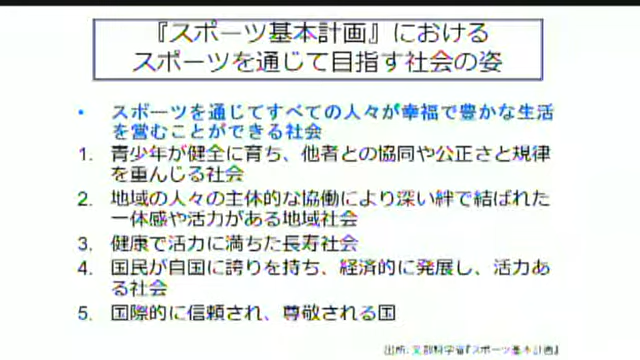 『スポーツ基本計画』における
スポーツを通じて目指す社会の姿
• スポーツを通じてすべての人々が幸福で豊かな生活
を営むことができる社会
1. 青少年が健全に育ち、他者との協同や公正さと規律
を重んじる社会
2. 地域の人々の主体的な協働により深い絆で結ばれた
一体感や活力がある地域社会
3. 健康で活力に満ちた長寿社会
4. 国民が自国に誇りを持ち、経済的に発展し、活力あ
る社会
5. 国際的に信頼され、尊敬される国
出所:文部科学省『スポーツ基本計画』